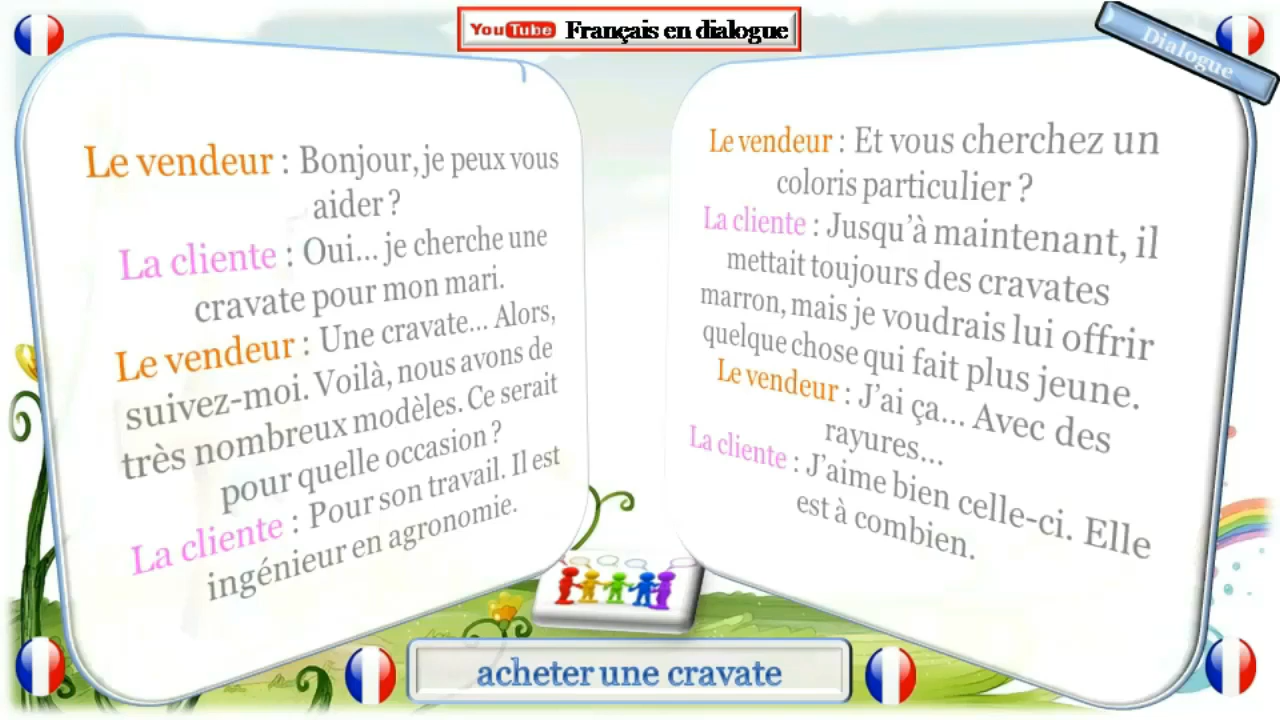 YouTube Français en dialogue
Dialogue
Le vendeur : Bonjour, je peux vous
aider ?
La cliente : Oui... je cherche une
cravate pour mon mari.
Le vendeur : Une cravate... Alors,
suivez-moi. Voilà, nous avons de
très nombreux modèles. Ce serait
pour quelle occasion ?
La cliente : Pour son travail. Il est
ingénieur en agronomie.
Le vendeur : Et vous cherchez un
coloris particulier ?
La cliente : Jusqu’à maintenant, il
mettait toujours des cravates
marron, mais je voudrais lui offrir
quelque chose qui fait plus jeune.
Le vendeur : J’ai ça... Avec des
rayures...
La cliente : J’aime bien celle-ci. Elle
est à combien.
acheter une cravate